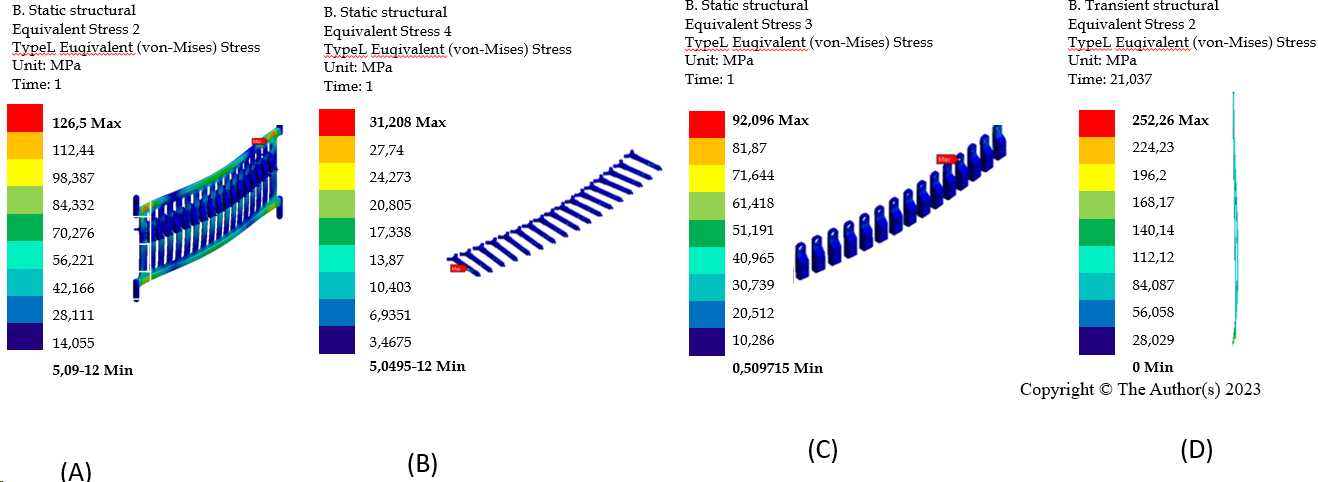 B. Static structural
Equivalent Stress 2
TypeL Euqivalent (von-Mises) Stress
Unit: MPa
Time: 1
126,5 Max
112,44
98,387
84,332
70,276
56,221
42,166
28,111
14,055
5,09-12 Min
Max
(A)
B. Static structural
Equivalent Stress 4
TypeL Euqivalent (von-Mises) Stress
Unit: MPa
Time: 1
31,208 Max
27,74
24,273
20,805
17,338
13,87
10,403
6,9351
3,4675
5,0495-12 Min
Max
(B)
B. Static structural
Equivalent Stress 3
TypeL Euqivalent (von-Mises) Stress
Unit: MPa
Time: 1
92,096 Max
81,87
71,644
61,418
51,191
40,965
30,739
20,512
10,286
0,509715 Min
Max
(C)
B. Transient structural
Equivalent Stress 2
TypeL Euqivalent (von-Mises) Stress
Unit: MPa
Time: 21,037
252,26 Max
224,23
196,2
168,17
140,14
112,12
84,087
56,058
28,029
0 Min
Copyright © The Author(s) 2023
(D)